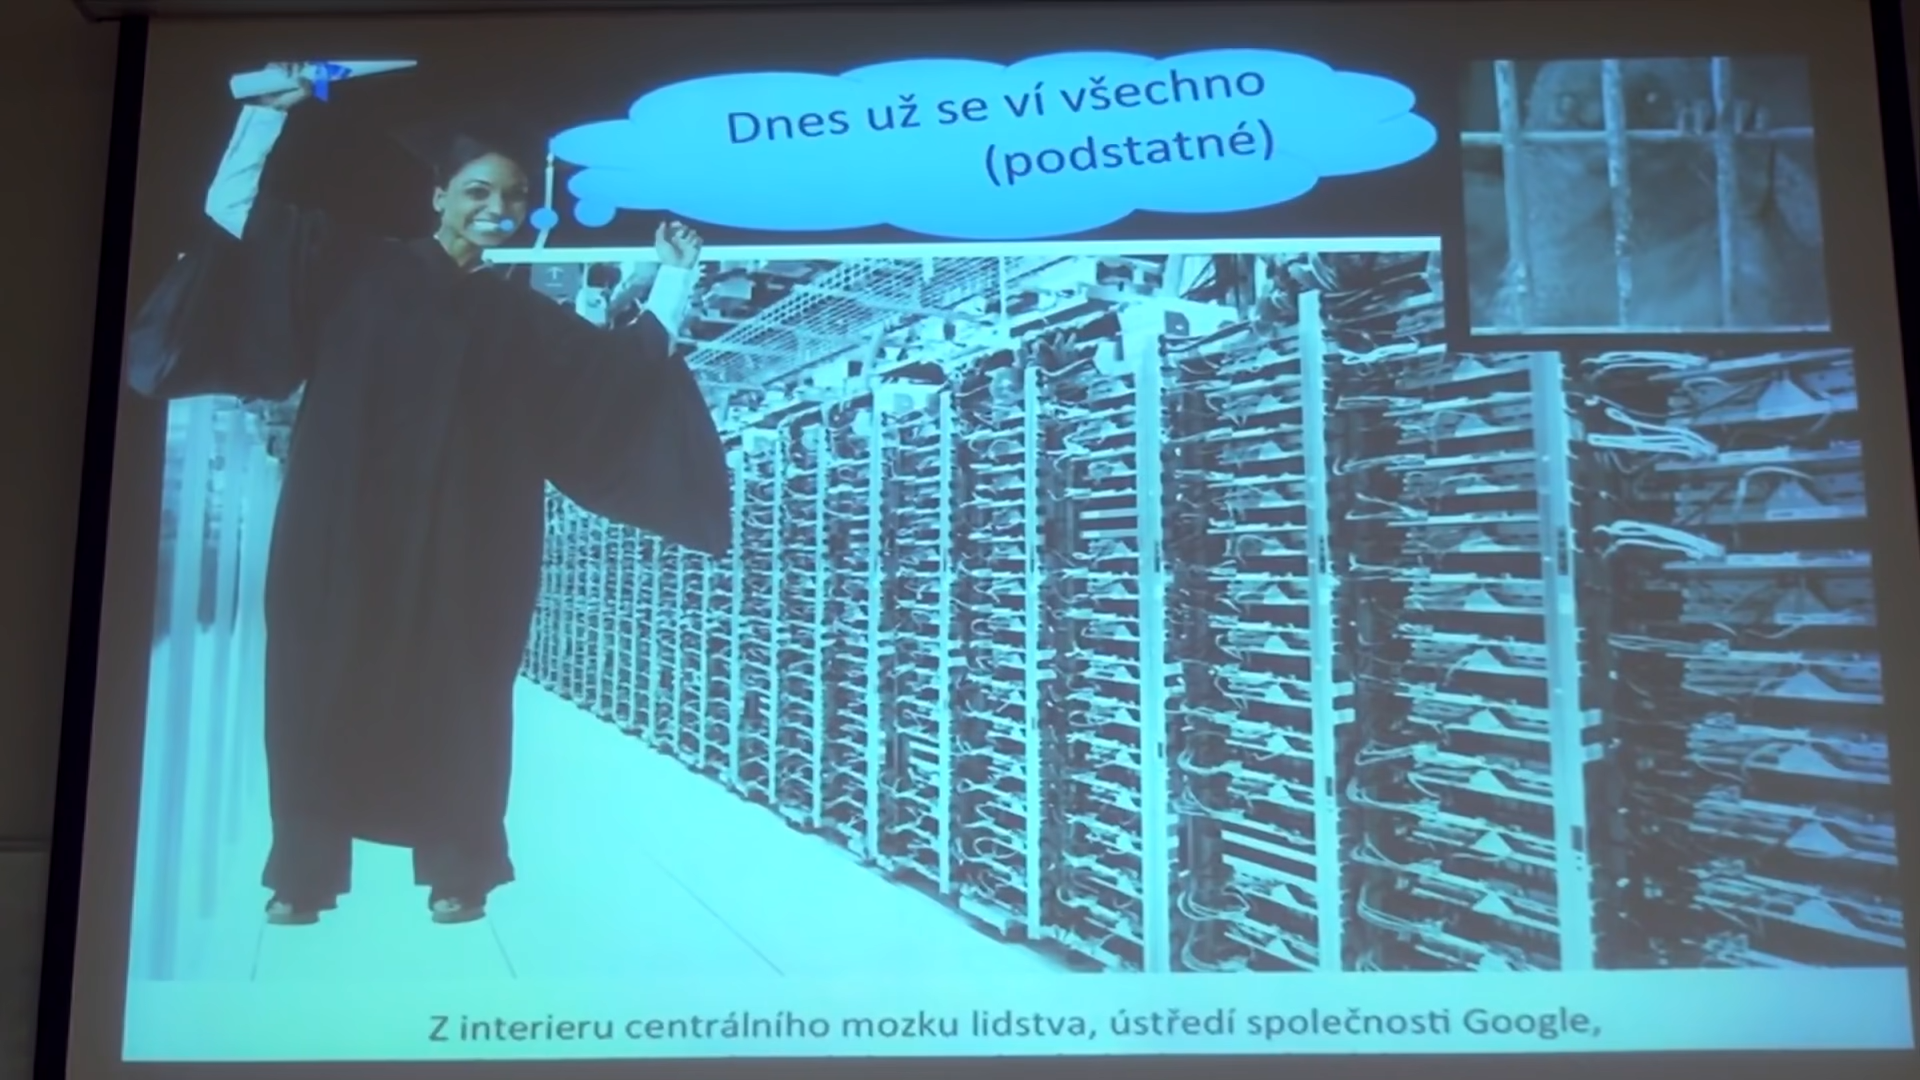 Dnes už se ví všechno
(podstatné)
Z interieru centrálního mozku lidstva, ústředí společnosti Google,